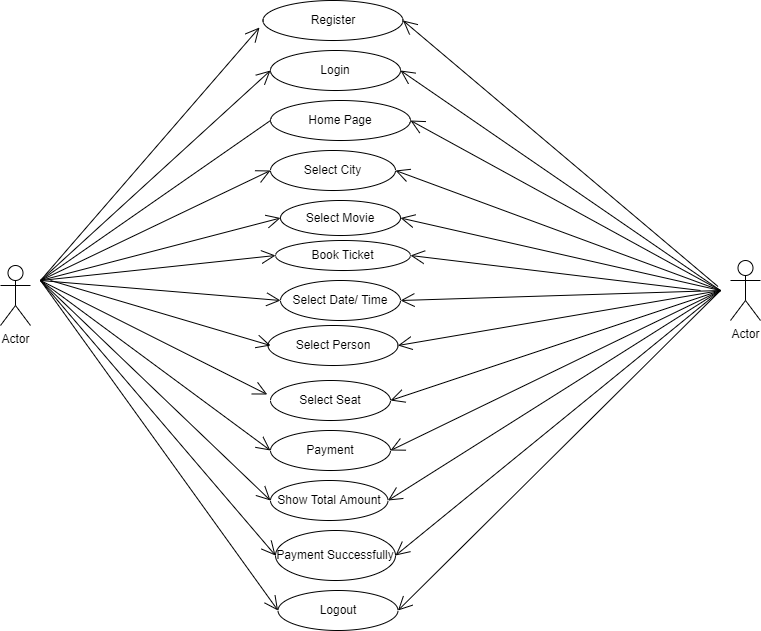 Register
Login
Home Page
Select City
Select Movie
Book Ticket
Select Date/ Time
Actor
Actor
Select Person
Select Seat
Payment
Show Total Amount
Payment Successfully
Logout